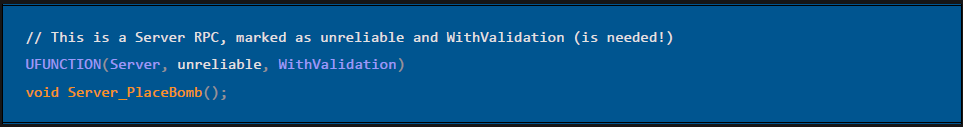 // This is a Server RPC, marked as unreliable and WithValidation (is needed!)
UFUNCTION(Server, unreliable, WithValidation)
void Server_PlaceBomb();